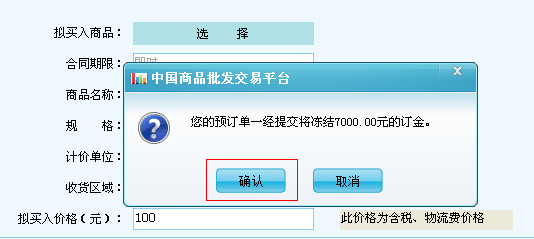 拟买入商品： 选 择
合同期限： 即时
中国商品批发交易平台 X
商品名称：
您的预订单一经提交将冻结7000.00元的订金。
规 格：
计价单位：
确认 取消
收货区域：
拟买入价格（元）： 100 此价格为含税、物流费价格